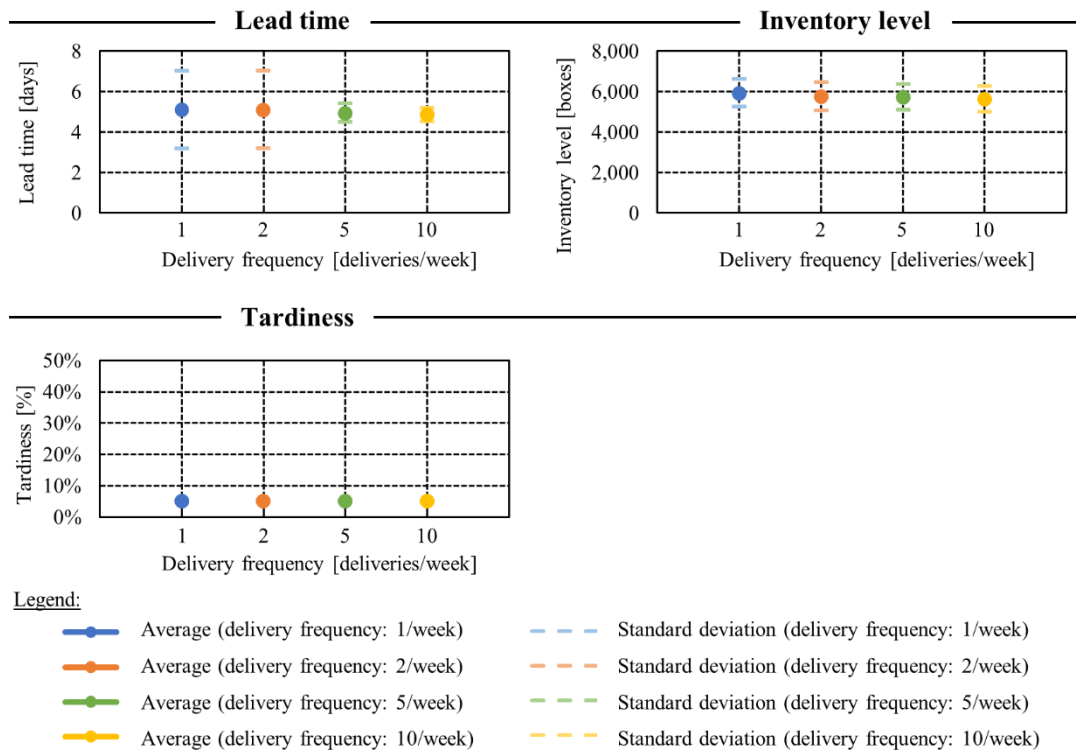 Lead time
Lead time [days]
8
6
4
2
0
1 2 5 10
Delivery frequency [deliveries/week]
Inventory level
Inventory level [boxes]
8,000
6,000
4,000
2,000
0
1 2 5 10
Delivery frequency [deliveries/week]
Tardiness
Tardiness [%]
50%
40%
30%
20%
10%
0%
1 2 5 10
Delivery frequency [deliveries/week]
Legend:
Average (delivery frequency: 1/week)
Standard deviation (delivery frequency: 1/week)
Average (delivery frequency: 2/week)
Standard deviation (delivery frequency: 2/week)
Average (delivery frequency: 5/week)
Standard deviation (delivery frequency: 5/week)
Average (delivery frequency: 10/week)
Standard deviation (delivery frequency: 10/week)